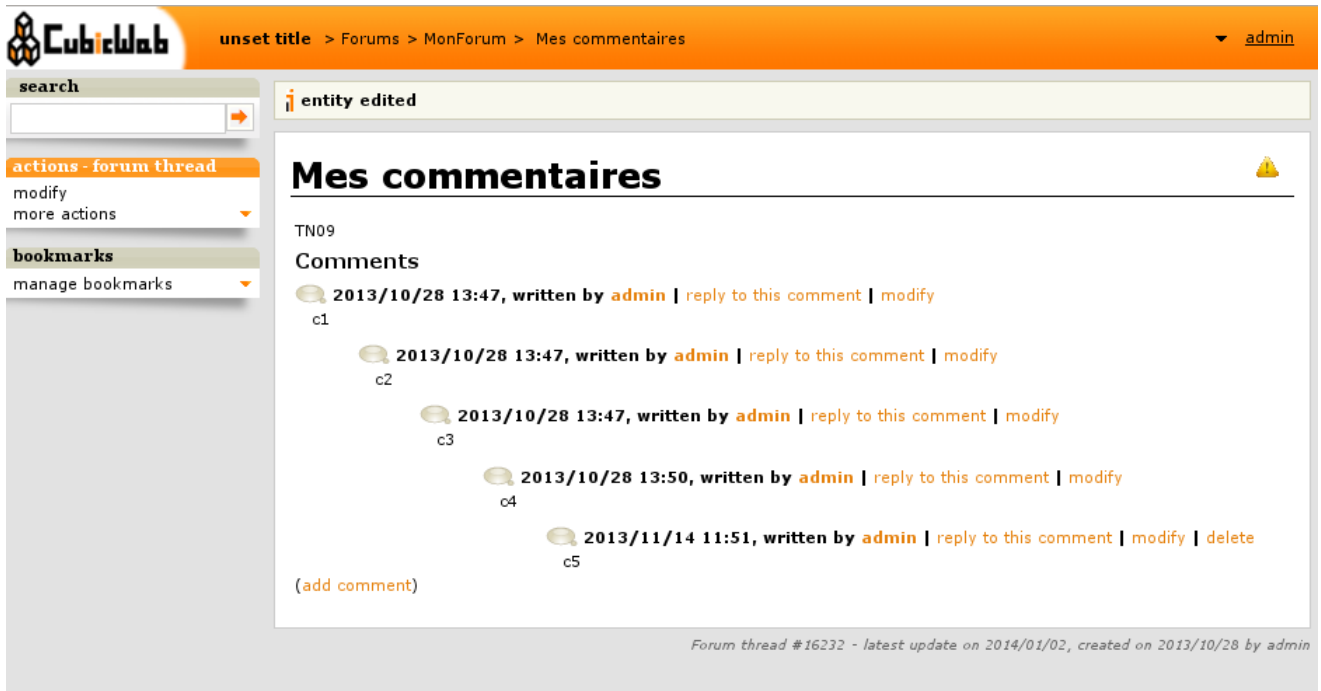 CubicWeb
unset title > Forums > MonForum > Mes commentaires
admin
search
entity edited
actions - forum thread
modify
more actions
bookmarks
manage bookmarks
Mes commentaires
TN09
Comments
2013/10/28 13:47, written by admin | reply to this comment | modify
c1
2013/10/28 13:47, written by admin | reply to this comment | modify
c2
2013/10/28 13:47, written by admin | reply to this comment | modify
c3
2013/10/28 13:50, written by admin | reply to this comment | modify
c4
2013/11/14 11:51, written by admin | reply to this comment | modify | delete
c5
(add comment)
Forum thread #16232 - latest update on 2014/01/02, created on 2013/10/28 by admin